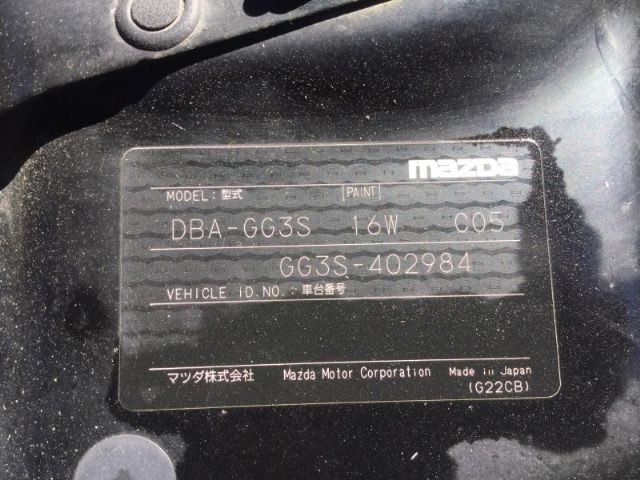 mazda
MODEL:型式 PAINT
DBA-GG3S 16W C05
GG3S-402984
VEHICLE iD.NO.:車台番号
マツダ株式会社 Mazda Motor Corporation Made in Japan
(G22CB)